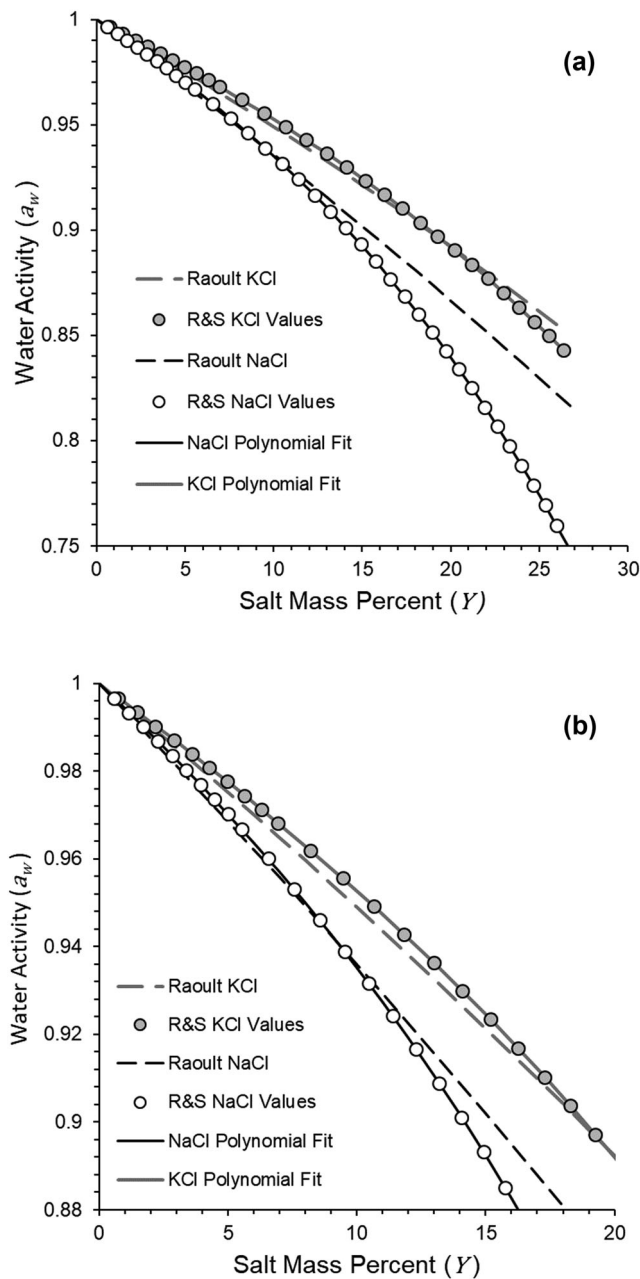 1
(a)
0.95
0.9
0.85
0.8
0.75
Water Activity (aw)
Raoult KCl
R&S KCl Values
Raoult NaCl
R&S NaCl Values
NaCl Polynomial Fit
KCl Polynomial Fit
0 5 10 15 20 25 30
Salt Mass Percent (Y)
1
(b)
0.98
0.96
0.94
0.92
0.9
0.88
Water Activity (aw)
Raoult KCl
R&S KCl Values
Raoult NaCl
R&S NaCl Values
NaCl Polynomial Fit
KCl Polynomial Fit
0 5 10 15 20
Salt Mass Percent (Y)